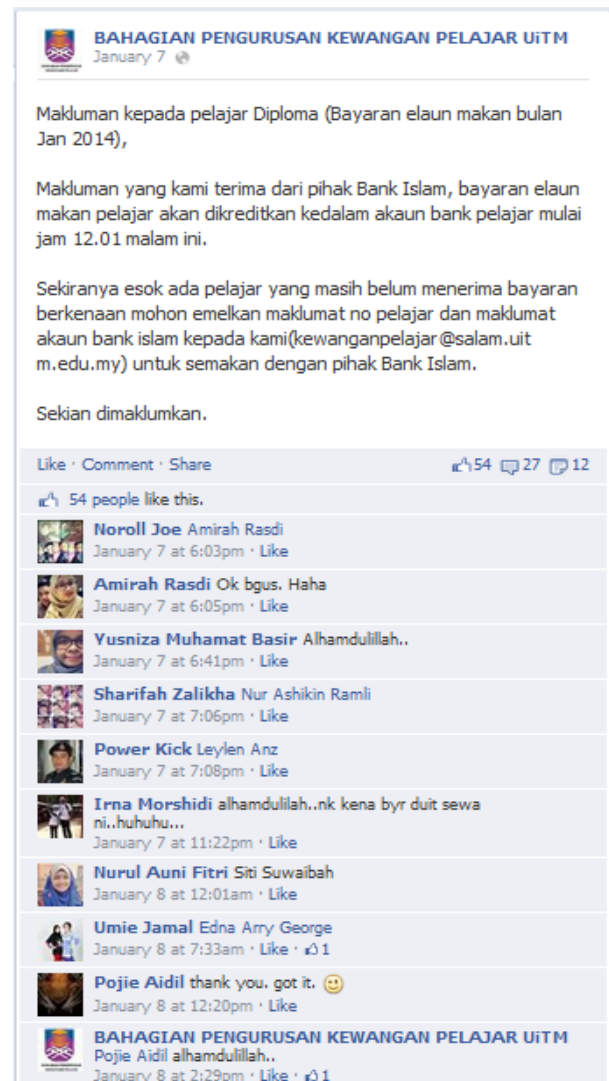 BAHAGIAN PENGURUSAN KEWANGAN PELAJAR UiTM
January 7
Makluman kepada pelajar Diploma (Bayaran elaun makan bulan
Jan 2014),
Makluman yang kami terima dari pihak Bank Islam, bayaran elaun
makan pelajar akan dikreditkan kedalam akaun bank pelajar mulai
jam 12.01 malam ini.
Sekiranya esok ada pelajar yang masih belum menerima bayaran
berkenaan mohon emelkan maklumat no pelajar dan maklumat
akaun bank islam kepada kami(kewanganpelajar@salam.uit
m.edu.my) untuk semakan dengan pihak Bank Islam.
Sekian dimaklumkan.
Like · Comment · Share 54 27 12
54 people like this.
Noroll Joe Amirah Rasdi
January 7 at 6:03pm · Like
Amirah Rasdi Ok bgus. Haha
January 7 at 6:05pm · Like
Yusniza Muhamat Basir Alhamdulillah..
January 7 at 6:41pm · Like
Sharifah Zalikha Nur Ashikin Ramli
January 7 at 7:06pm · Like
Power Kick Leylen Anz
January 7 at 7:08pm · Like
Irna Morshidi alhamdulilah..nk kena byr duit sewa
ni..huhuhu...
January 7 at 11:22pm · Like
Nurul Auni Fitri Siti Suwaibah
January 8 at 12:01am · Like
Umie Jamal Edna Arry George
January 8 at 7:33am · Like · 1
Pojie Aidil thank you. got it.
January 8 at 12:20pm · Like
BAHAGIAN PENGURUSAN KEWANGAN PELAJAR UiTM
Pojie Aidil alhamdulillah..
January 8 at 2:29pm · Like · 1